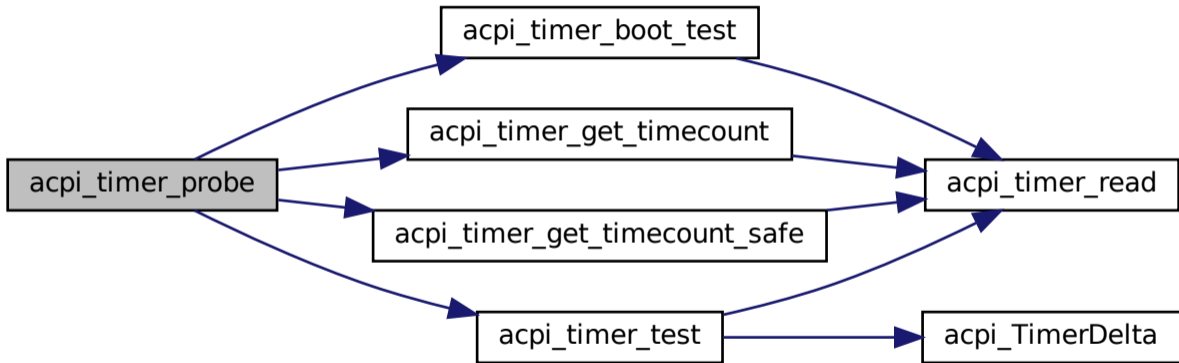 acpi_timer_boot_test
acpi_timer_get_timecount
acpi_timer_probe
acpi_timer_read
acpi_timer_get_timecount_safe
acpi_timer_test
acpi_TimerDelta